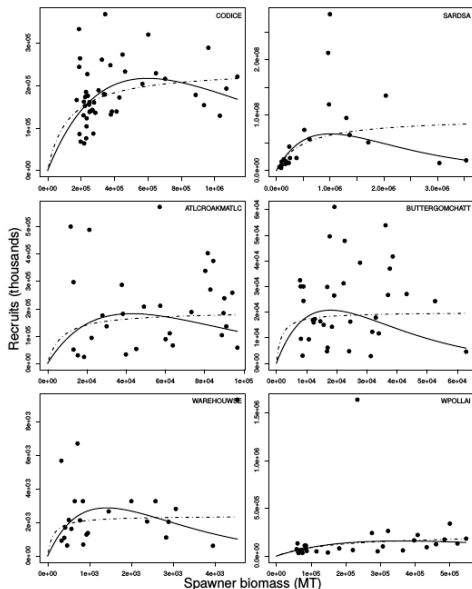 CODICE
0e+00 1e+05 2e+05 3e+05
0e+00 2e+05 4e+05 6e+05 8e+05 1e+06
SARDSA
0.0e+00 1.0e+08 2.0e+08
0.0e+00 1.0e+06 2.0e+06 3.0e+06
Recruits (thousands)
ATLCROAKMATLC
0e+00 1e+05 2e+05 3e+05 4e+05 5e+05
0e+00 2e+04 4e+04 6e+04 8e+04 1e+05
BUTTERGOMCHATT
0e+00 1e+04 2e+04 3e+04 4e+04 5e+04 6e+04
0e+00 1e+04 2e+04 3e+04 4e+04 5e+04 6e+04
WAREHOUWSE
0e+00 2e+03 4e+03 6e+03 8e+03
0e+00 1e+03 2e+03 3e+03 4e+03
WPOLLAI
0.0e+00 5.0e+05 1.0e+06 1.5e+06
0e+00 1e+05 2e+05 3e+05 4e+05 5e+05
Spawner biomass (MT)